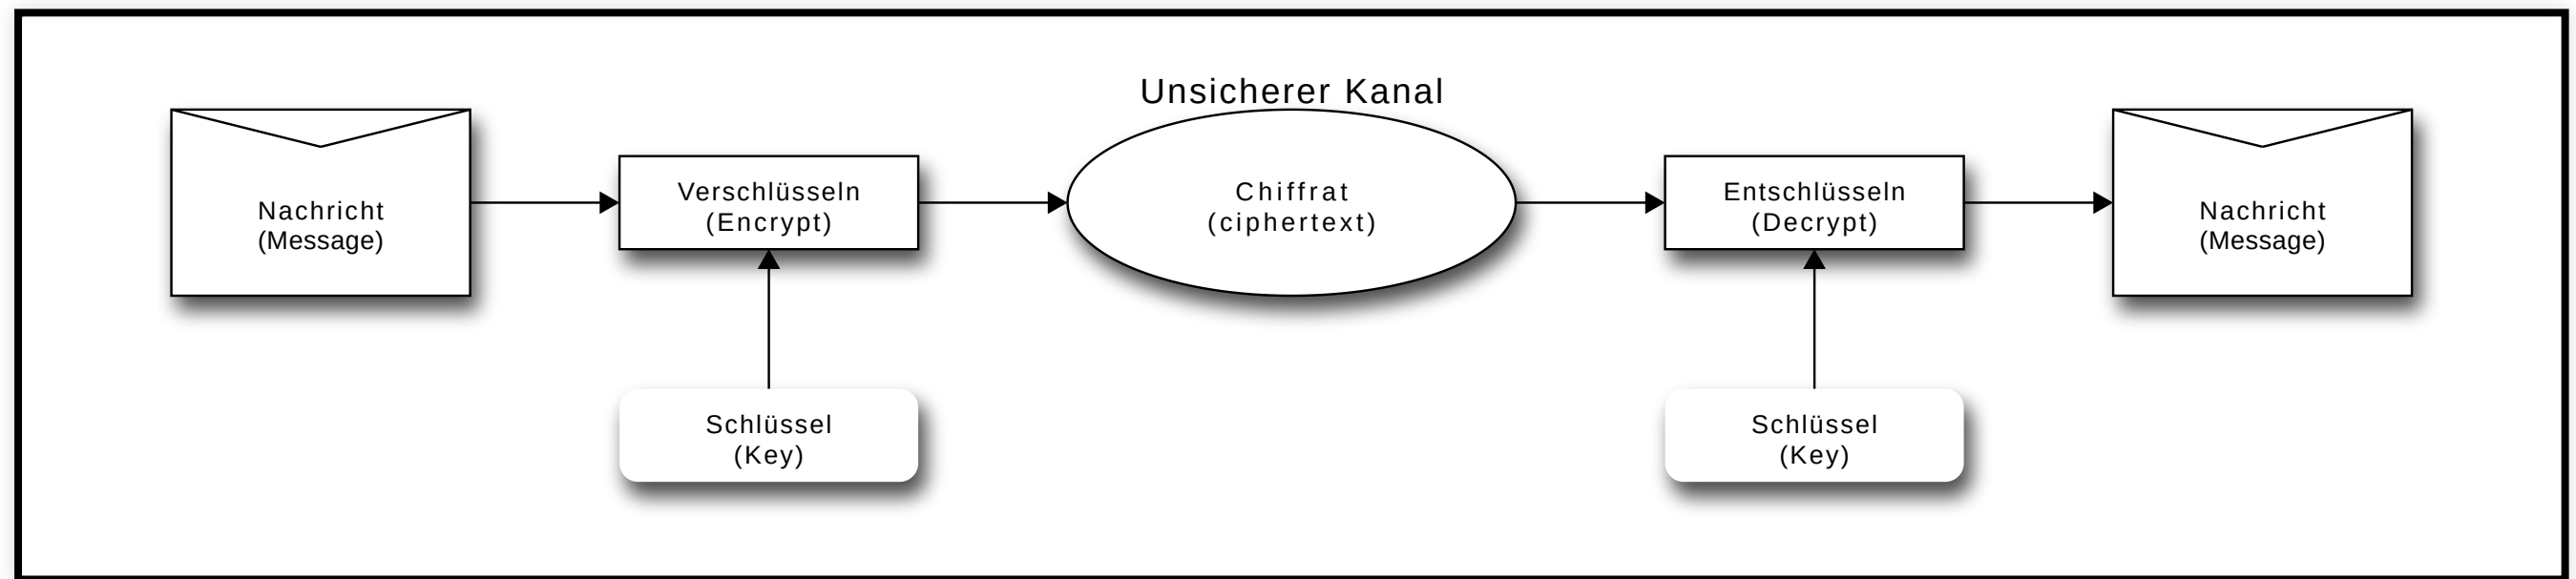 Unsicherer Kanal
Nachricht
(Message)
Verschlüsseln
(Encrypt)
Chiffrat
(ciphertext)
Entschlüsseln
(Decrypt)
Nachricht
(Message)
Schlüssel
(Key)
Schlüssel
(Key)